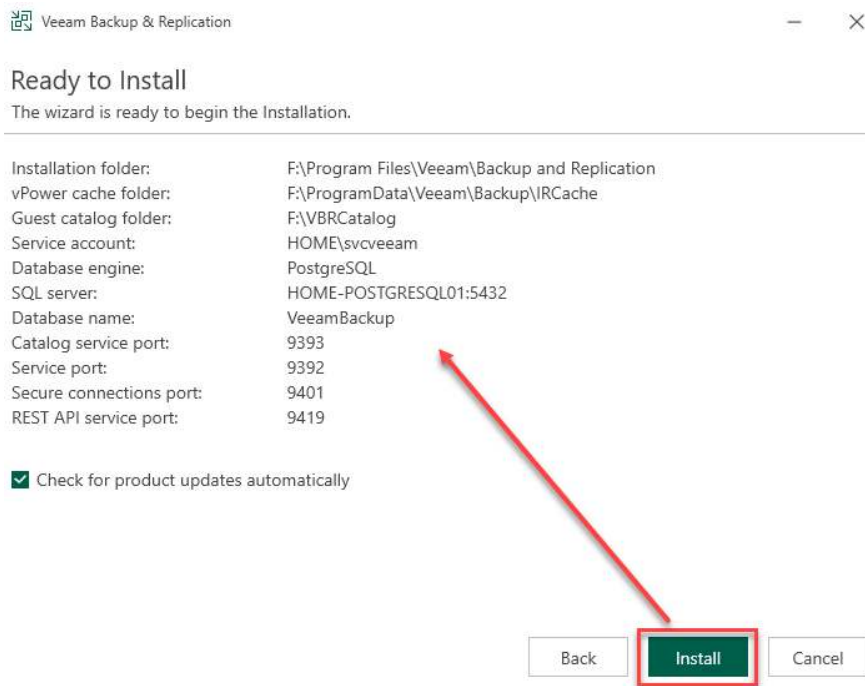 Veeam Backup & Replication
Ready to Install
The wizard is ready to begin the Installation.
Installation folder: F:\Program Files\Veeam\Backup and Replication
vPower cache folder: F:\ProgramData\Veeam\Backup\IRCache
Guest catalog folder: F:\VBRCatalog
Service account: HOME\svcveeam
Database engine: PostgreSQL
SQL server: HOME-POSTGRESQL01:5432
Database name: VeeamBackup
Catalog service port: 9393
Service port: 9392
Secure connections port: 9401
REST API service port: 9419
Check for product updates automatically
Back Install Cancel